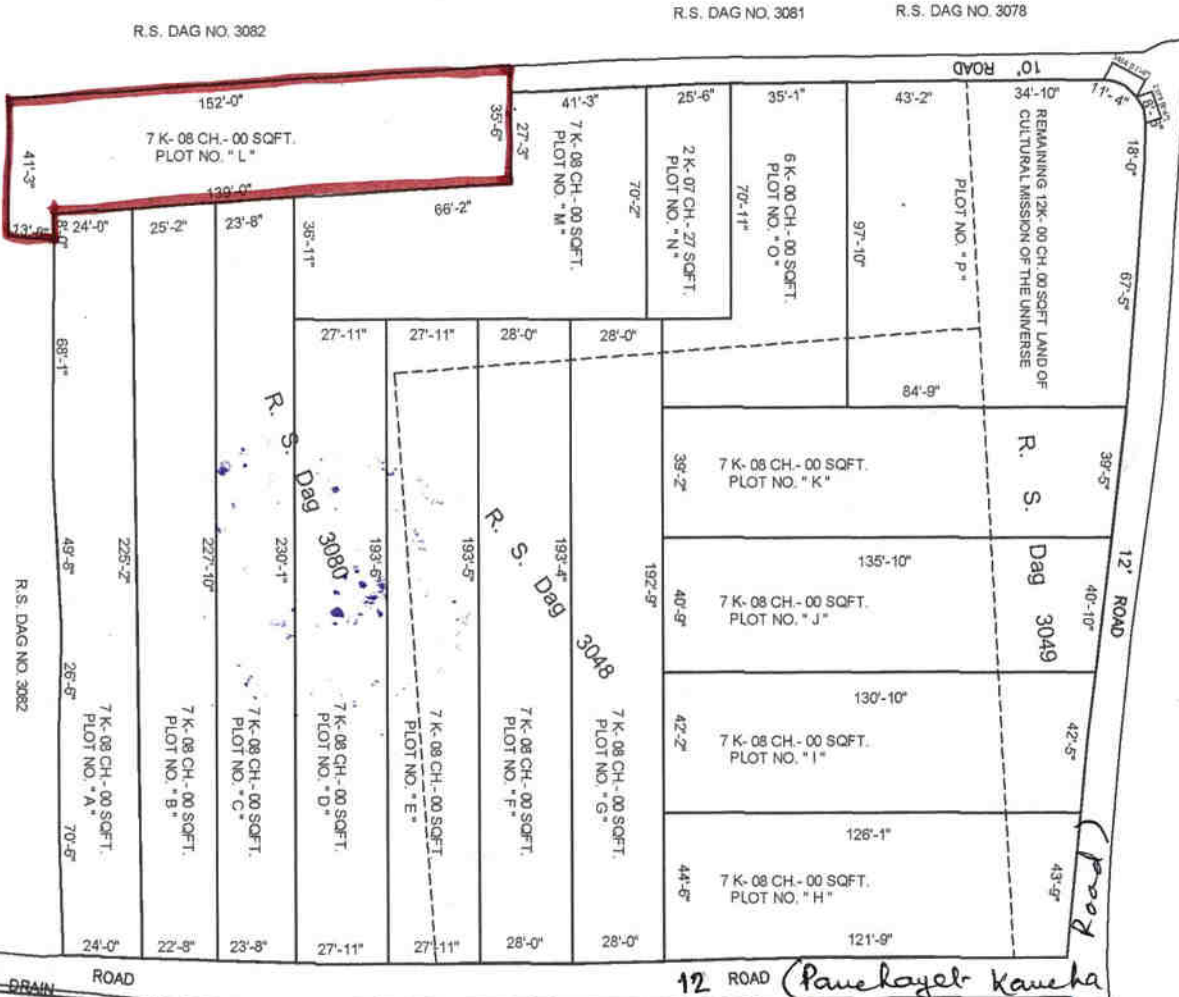 R.S. DAG NO. 3082
R.S. DAG NO. 3081
R.S. DAG NO. 3078
10' ROAD
152'-0"
7 K- 08 CH.- 00 SQFT.
PLOT NO. " L "
35'-6"
41'-3"
139'-0"
13'-8"
8'-0"
27'-3"
41'-3"
7 K- 08 CH.- 00 SQFT.
PLOT NO. " M "
66'-2"
70'-2"
36'-11"
25'-6"
2 K- 07 CH.- 27 SQFT.
PLOT NO. " N "
35'-1"
6 K- 00 CH.- 00 SQFT.
PLOT NO. " O "
70'-11"
43'-2"
97'-10"
PLOT NO. " P "
34'-10"
REMAINING 12K- 00 CH. 00 SQFT LAND OF
CULTURAL MISSION OF THE UNIVERSE
11'- 4"
18'-0"
67'-5"
84'-9"
24'-0"
25'-2"
23'-8"
27'-11"
27'-11"
28'-0"
28'-0"
68'-1"
49'-8"
26'-6"
70'-6"
225'-2"
227'-10"
230'-1"
193'-6"
193'-5"
193'-4"
192'-9"
R. S. Dag 3080
R. S. Dag 3048
R. S. Dag 3049
39'-2"
7 K- 08 CH.- 00 SQFT.
PLOT NO. " K "
39'-5"
135'-10"
40'-9"
7 K- 08 CH.- 00 SQFT.
PLOT NO. " J "
40'-10"
12' ROAD
130'-10"
42'-2"
7 K- 08 CH.- 00 SQFT.
PLOT NO. " I "
42'-5"
126'-1"
44'-6"
7 K- 08 CH.- 00 SQFT.
PLOT NO. " H "
43'-9"
121'-9"
R.S. DAG NO. 3082
7 K- 08 CH.- 00 SQFT.
PLOT NO. " A "
7 K- 08 CH.- 00 SQFT.
PLOT NO. " B "
7 K- 08 CH.- 00 SQFT.
PLOT NO. " C "
7 K- 08 CH.- 00 SQFT.
PLOT NO. " D "
7 K- 08 CH.- 00 SQFT.
PLOT NO. " E "
7 K- 08 CH.- 00 SQFT.
PLOT NO. " F "
7 K- 08 CH.- 00 SQFT.
PLOT NO. " G "
24'-0"
22'-8"
23'-8"
27'-11"
27'-11"
28'-0"
28'-0"
DRAIN
ROAD
12 ROAD (Panchayet Kancha Road)